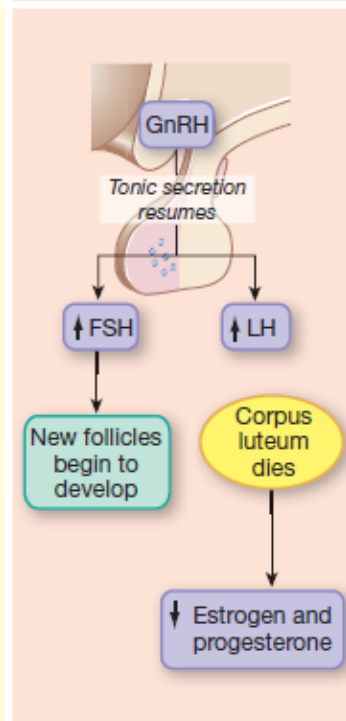 GnRH
Tonic secretion
resumes
↑ FSH
↑ LH
New follicles
begin to
develop
Corpus
luteum
dies
↓ Estrogen and
progesterone